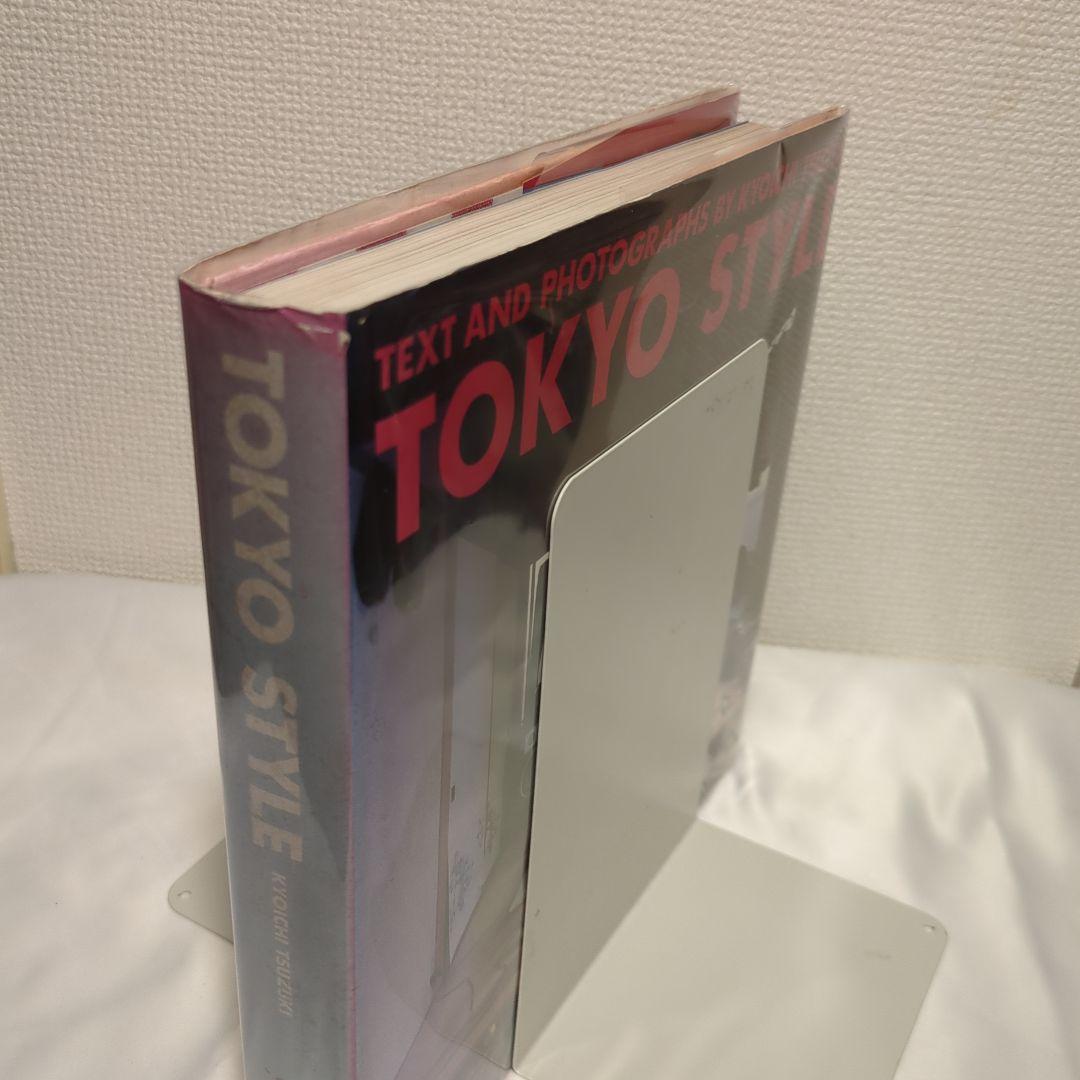 TEXT AND PHOTOGRAPHS BY KYOICHI
TOKYO STYLE
TOKYO STYLE KYOICHI TSUZUKI